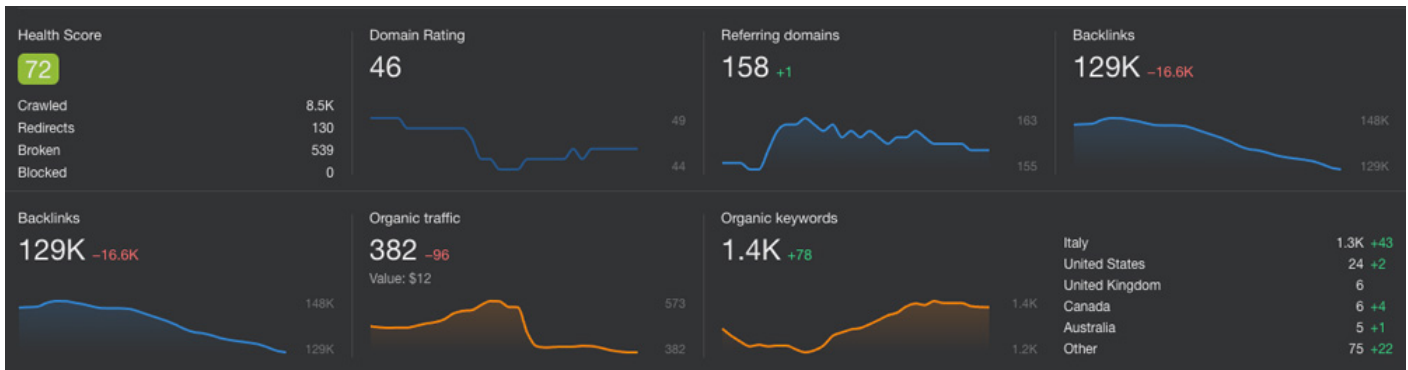 Health Score
72
Crawled 8.5K
Redirects 130
Broken 539
Blocked 0
Domain Rating
46
49
44
Referring domains
158 +1
163
155
Backlinks
129K –16.6K
148K
129K
Backlinks
129K –16.6K
148K
129K
Organic traffic
382 –96
Value: $12
573
382
Organic keywords
1.4K +78
1.4K
1.2K
Italy 1.3K +43
United States 24 +2
United Kingdom 6
Canada 6 +4
Australia 5 +1
Other 75 +22